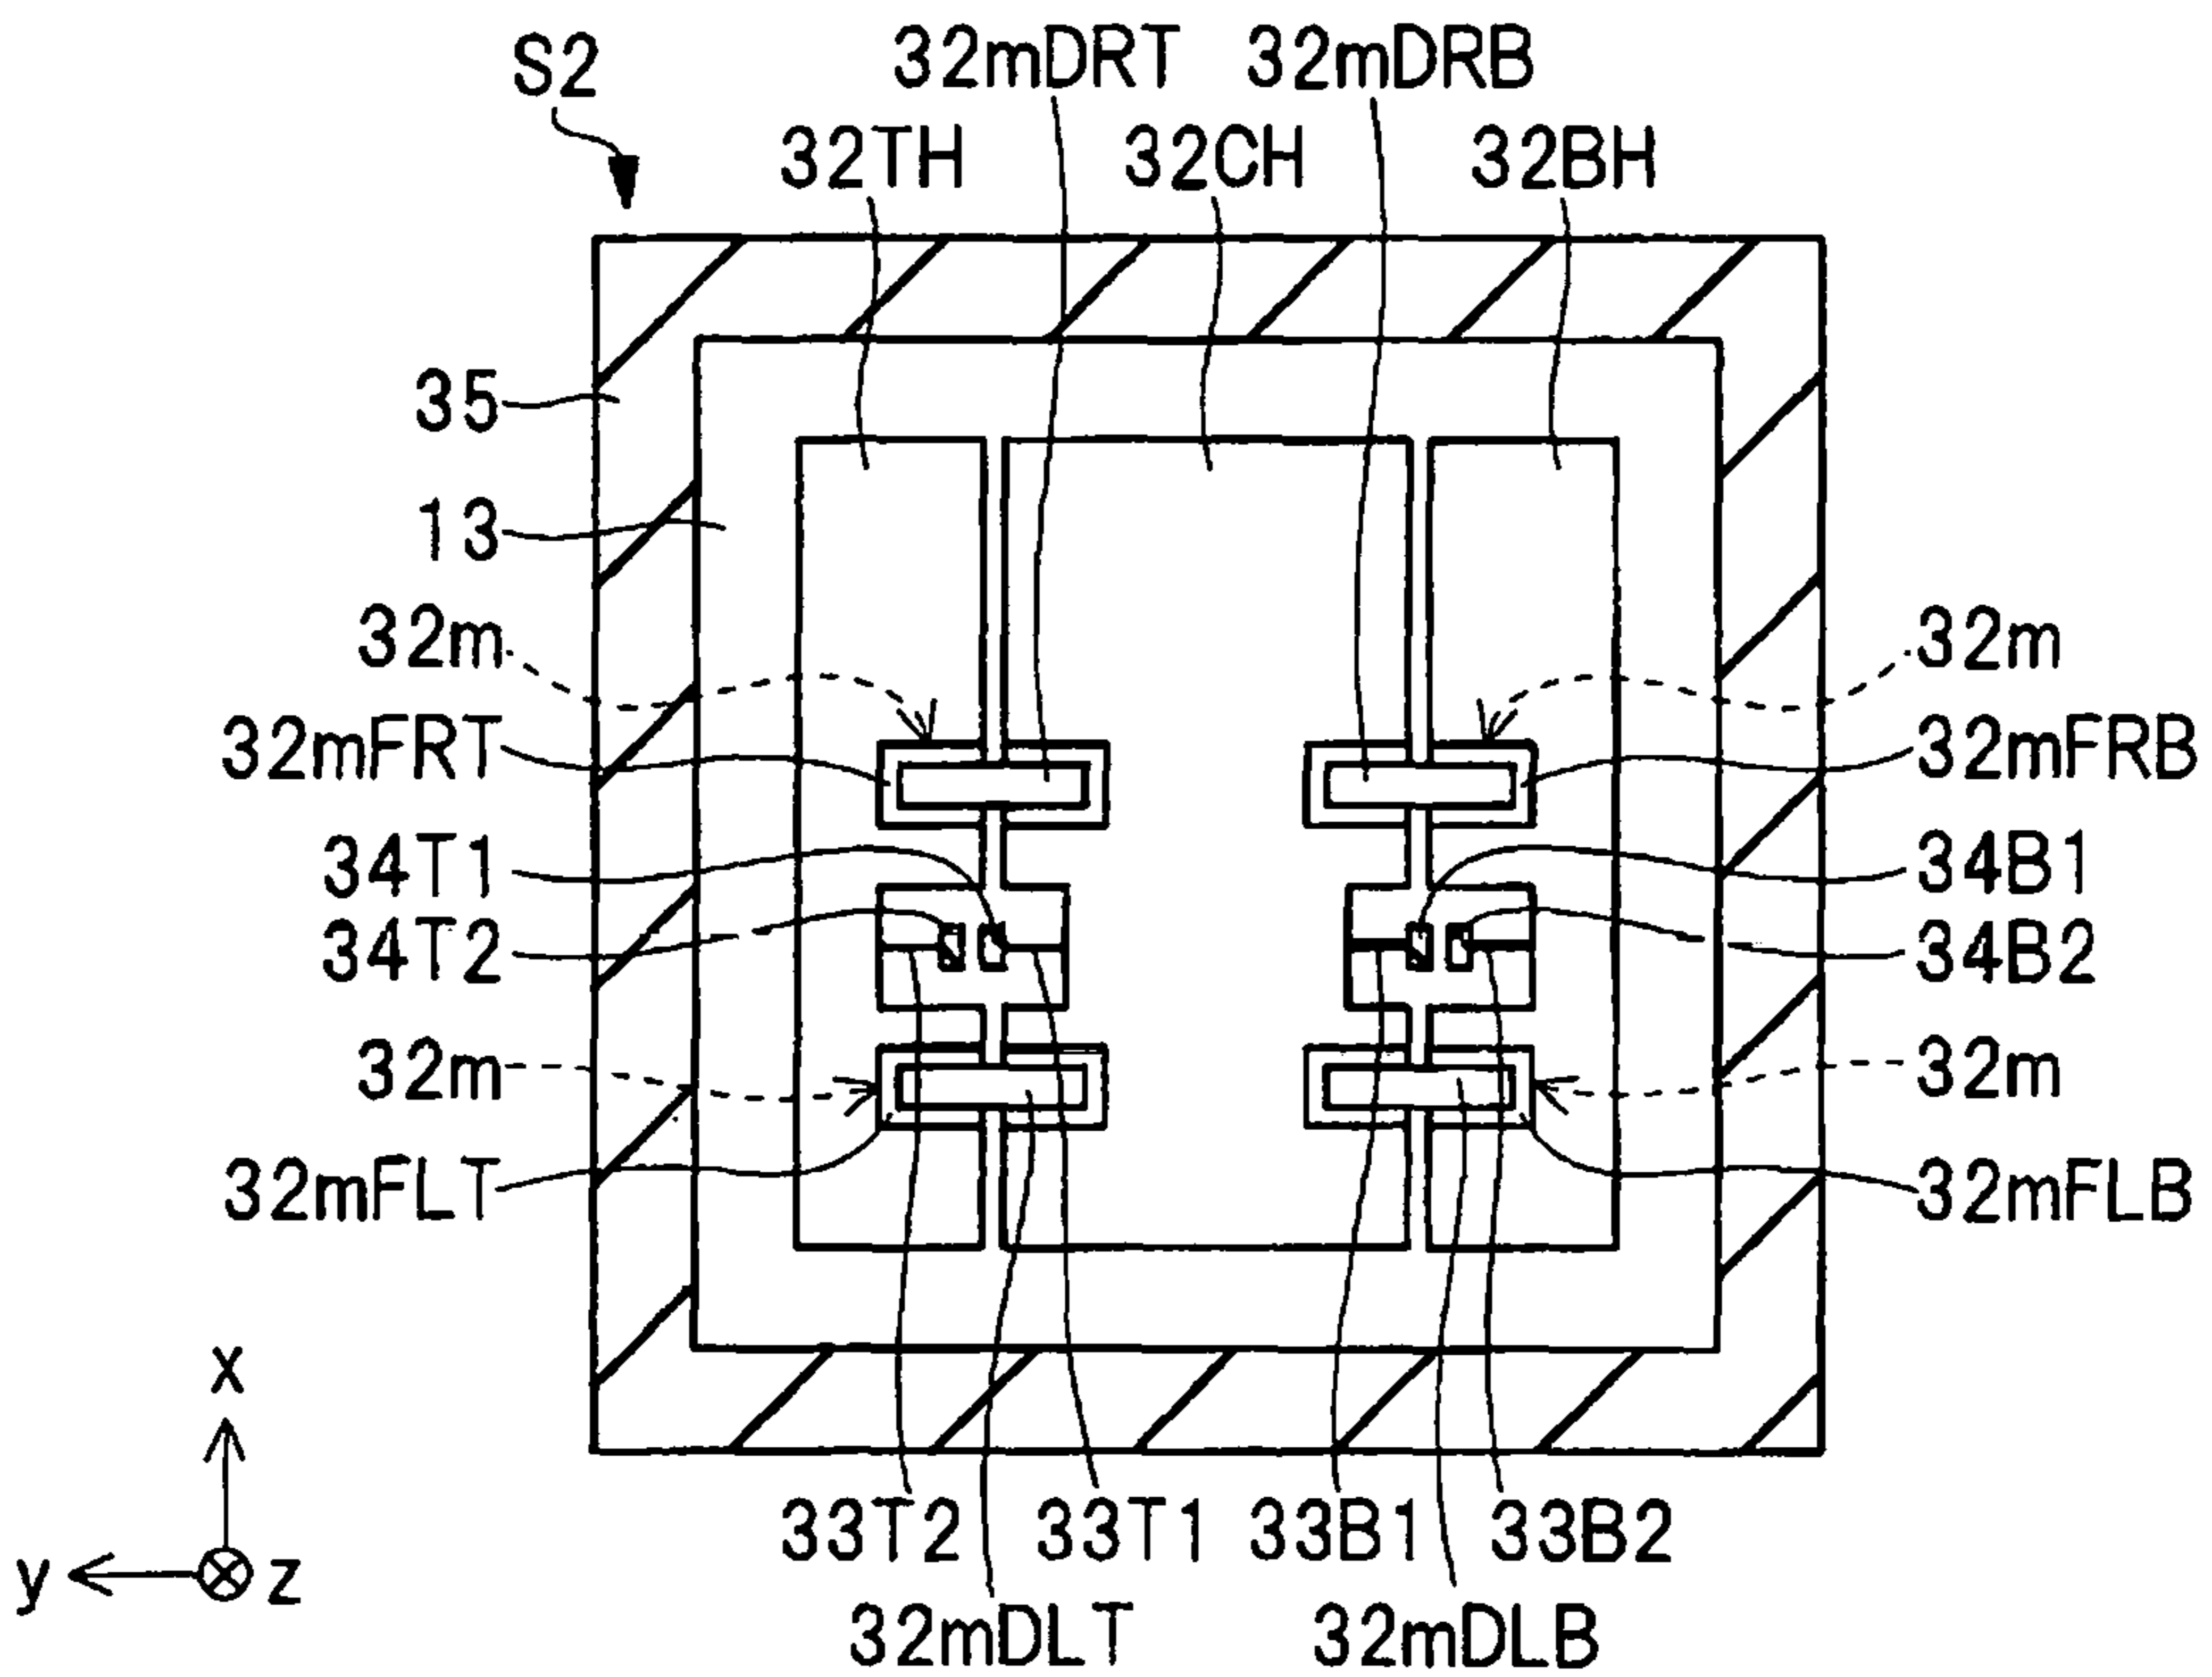 32mDRT 32mDRB
S2
32TH 32CH 32BH
35
13
32m 32m
32mFRT 32mFRB
34T1 34B1
34T2 34B2
32m 32m
32mFLT 32mFLB
x
33T2 33T1 33B1 33B2
y z
32mDLT 32mDLB